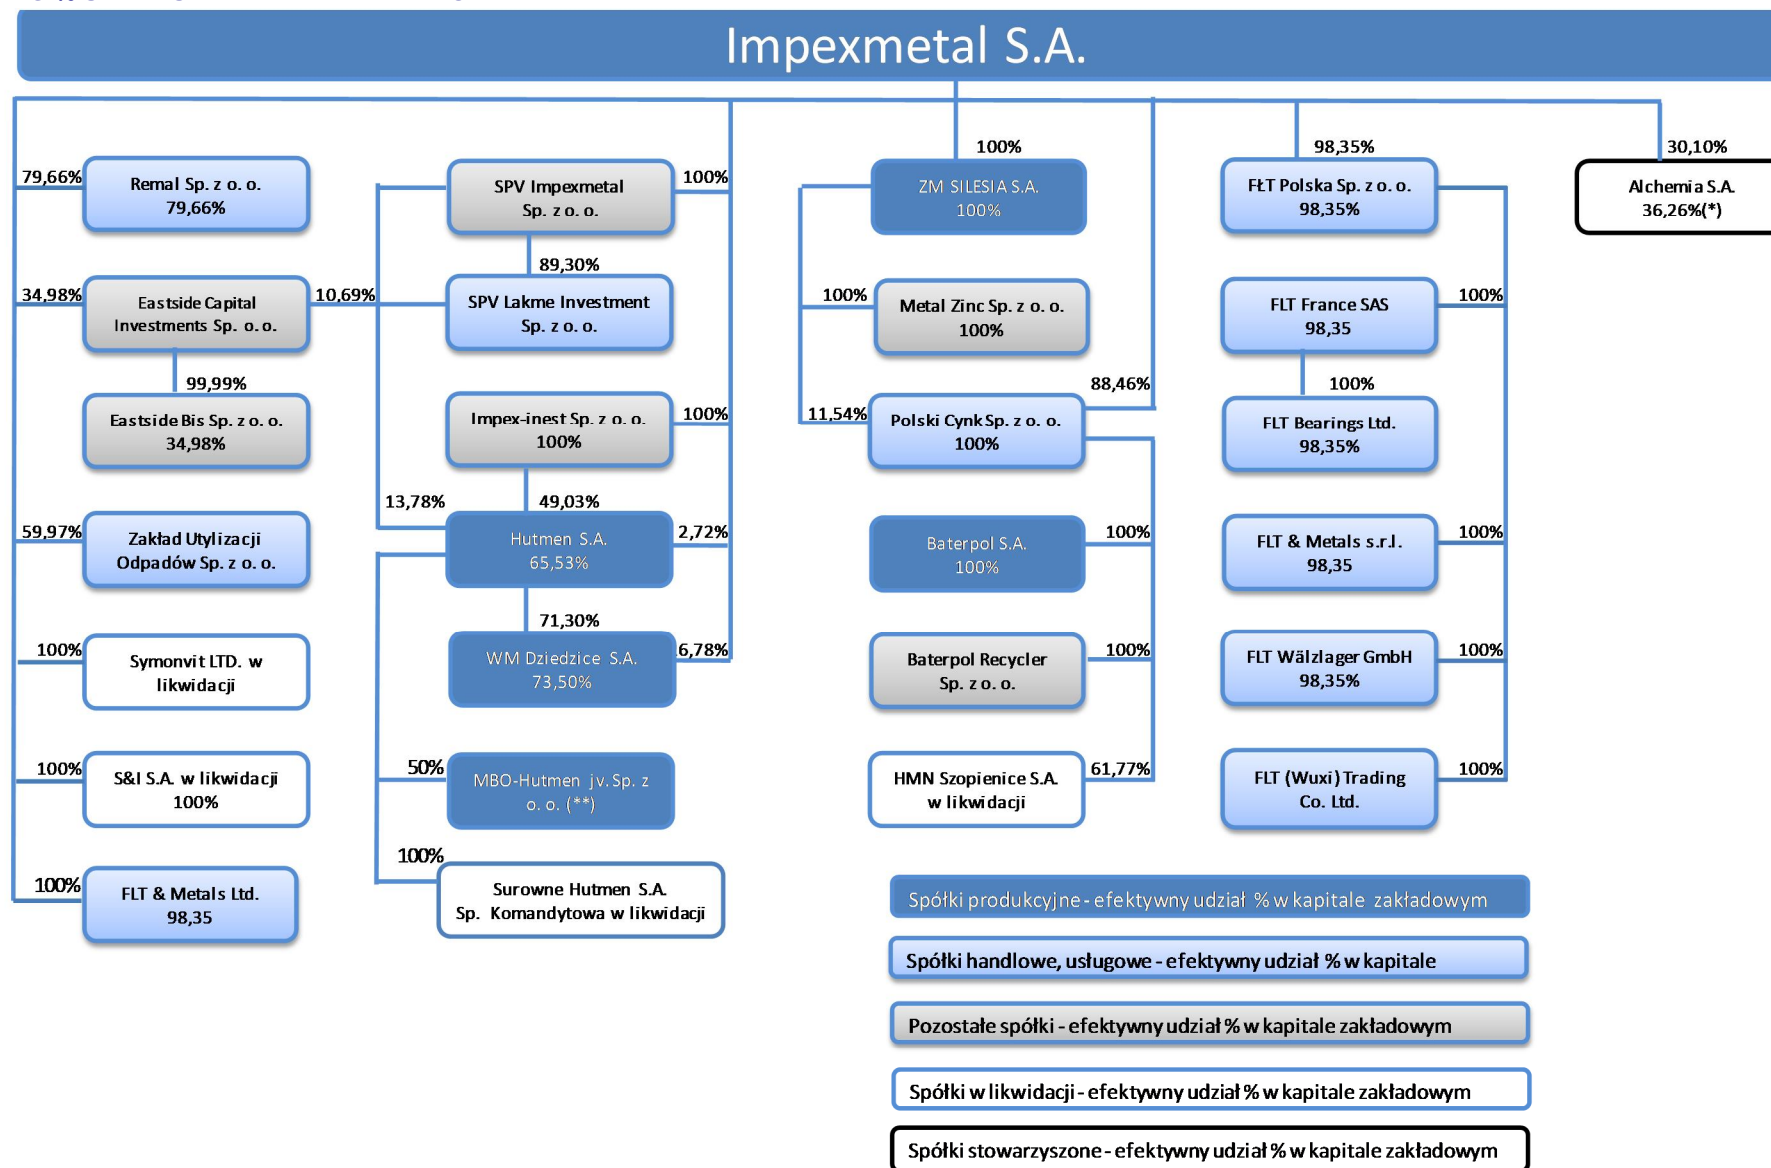 Impexmetal S.A.
79,66%
Remal Sp. z o. o.
79,66%
34,98%
Eastside Capital
Investments Sp. o. o.
10,69%
99,99%
Eastside Bis Sp. z o. o.
34,98%
59,97%
Zakład Utylizacji
Odpadów Sp. z o. o.
100%
Symonvit LTD. w
likwidacji
100%
S&I S.A. w likwidacji
100%
100%
FLT & Metals Ltd.
98,35
SPV Impexmetal
Sp. z o. o.
100%
89,30%
SPV Lakme Investment
Sp. z o. o.
Impex-inest Sp. z o. o.
100%
100%
13,78%
49,03%
Hutmen S.A.
65,53%
2,72%
71,30%
WM Dziedzice S.A.
73,50%
6,78%
50%
MBO-Hutmen jv. Sp. z
o. o. (**)
100%
Surowne Hutmen S.A.
Sp. Komandytowa w likwidacji
100%
ZM SILESIA S.A.
100%
100%
Metal Zinc Sp. z o. o.
100%
88,46%
11,54%
Polski Cynk Sp. z o. o.
100%
Baterpol S.A.
100%
100%
Baterpol Recycler
Sp. z o. o.
100%
HMN Szopienice S.A.
w likwidacji
61,77%
98,35%
FŁT Polska Sp. z o. o.
98,35%
FLT France SAS
98,35
100%
100%
FLT Bearings Ltd.
98,35%
FLT & Metals s.r.l.
98,35
100%
FLT Wälzlager GmbH
98,35%
100%
FLT (Wuxi) Trading
Co. Ltd.
100%
30,10%
Alchemia S.A.
36,26%(*)
Spółki produkcyjne - efektywny udział % w kapitale zakładowym
Spółki handlowe, usługowe - efektywny udział % w kapitale
Pozostałe spółki - efektywny udział % w kapitale zakładowym
Spółki w likwidacji - efektywny udział % w kapitale zakładowym
Spółki stowarzyszone - efektywny udział % w kapitale zakładowym